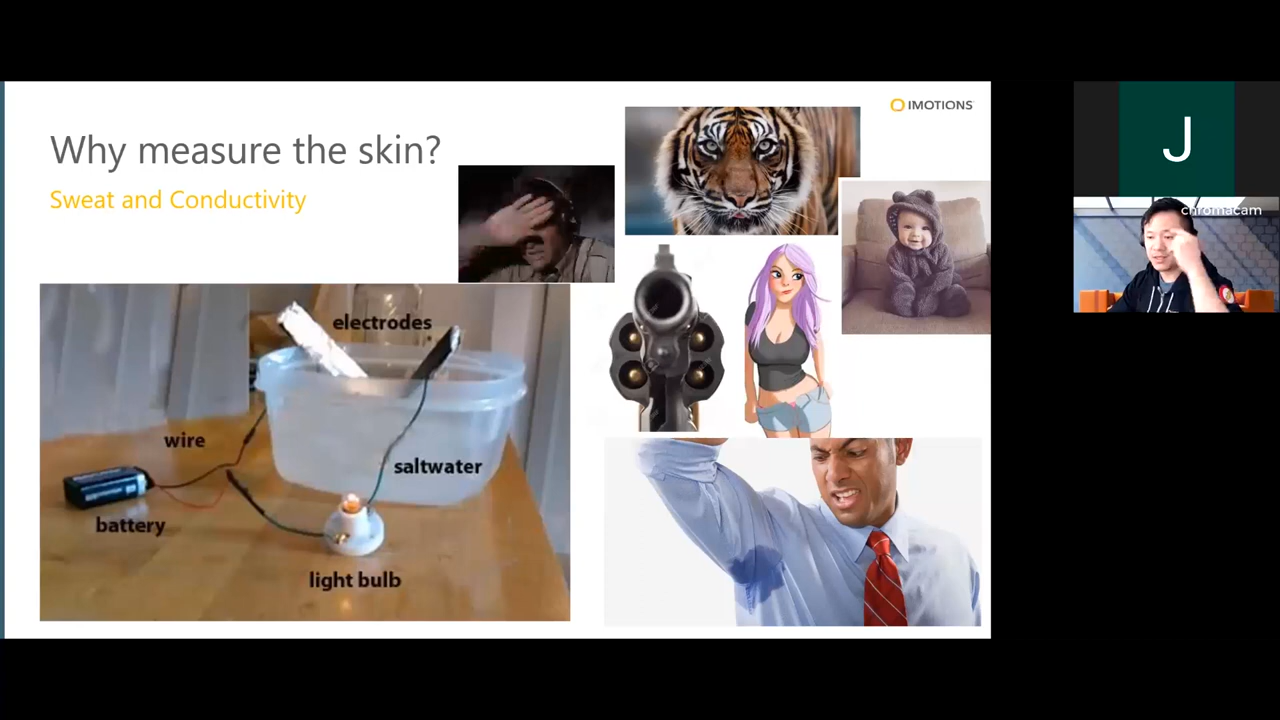 Why measure the skin?
Sweat and Conductivity
IMOTIONS
electrodes
wire
saltwater
battery
light bulb
J
chromacam